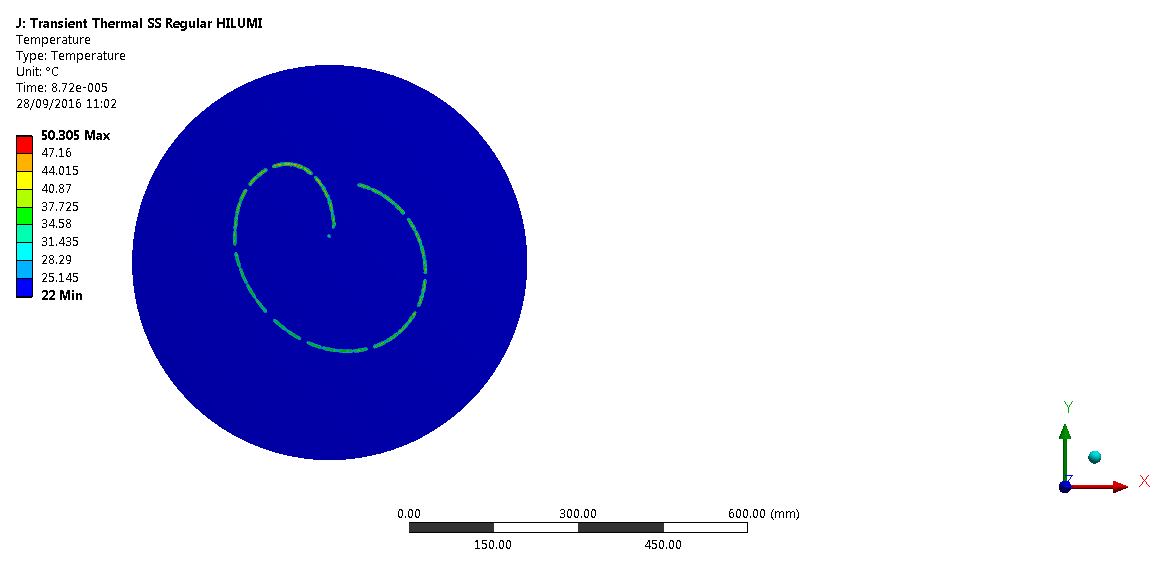 J: Transient Thermal SS Regular HILUMI
Temperature
Type: Temperature
Unit: °C
Time: 8.72e-005
28/09/2016 11:02
50.305 Max
47.16
44.015
40.87
37.725
34.58
31.435
28.29
25.145
22 Min
Y
Z
X
0.00 300.00 600.00 (mm)
150.00 450.00